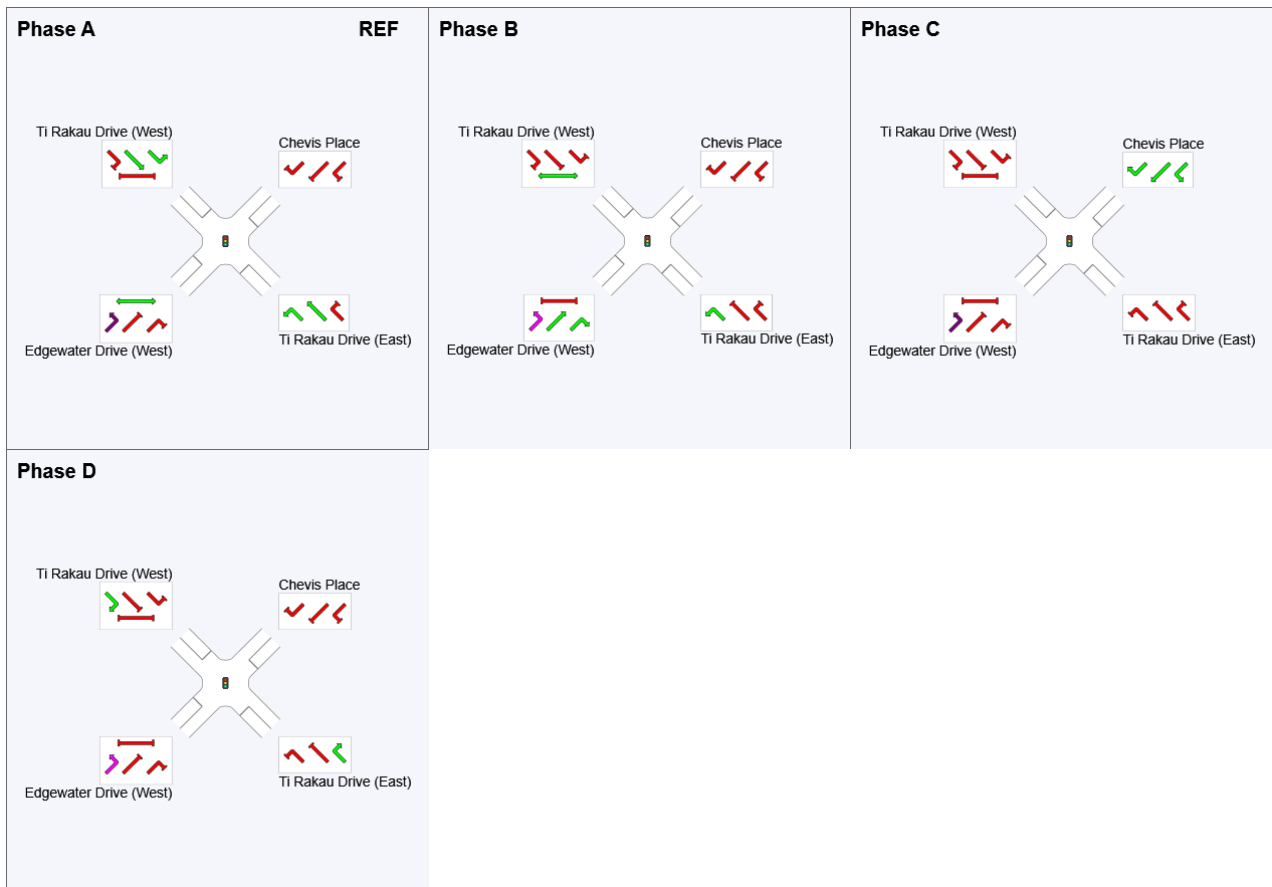 Phase A
REF
Ti Rakau Drive (West)
Chevis Place
Edgewater Drive (West)
Ti Rakau Drive (East)
Phase B
Ti Rakau Drive (West)
Chevis Place
Edgewater Drive (West)
Ti Rakau Drive (East)
Phase C
Ti Rakau Drive (West)
Chevis Place
Edgewater Drive (West)
Ti Rakau Drive (East)
Phase D
Ti Rakau Drive (West)
Chevis Place
Edgewater Drive (West)
Ti Rakau Drive (East)